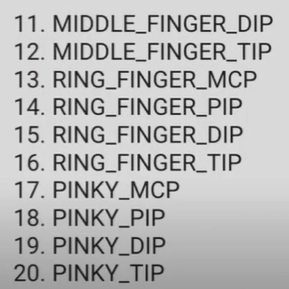 11. MIDDLE_FINGER_DIP
12. MIDDLE_FINGER_TIP
13. RING_FINGER_MCP
14. RING_FINGER_PIP
15. RING_FINGER_DIP
16. RING_FINGER_TIP
17. PINKY_MCP
18. PINKY_PIP
19. PINKY_DIP
20. PINKY_TIP